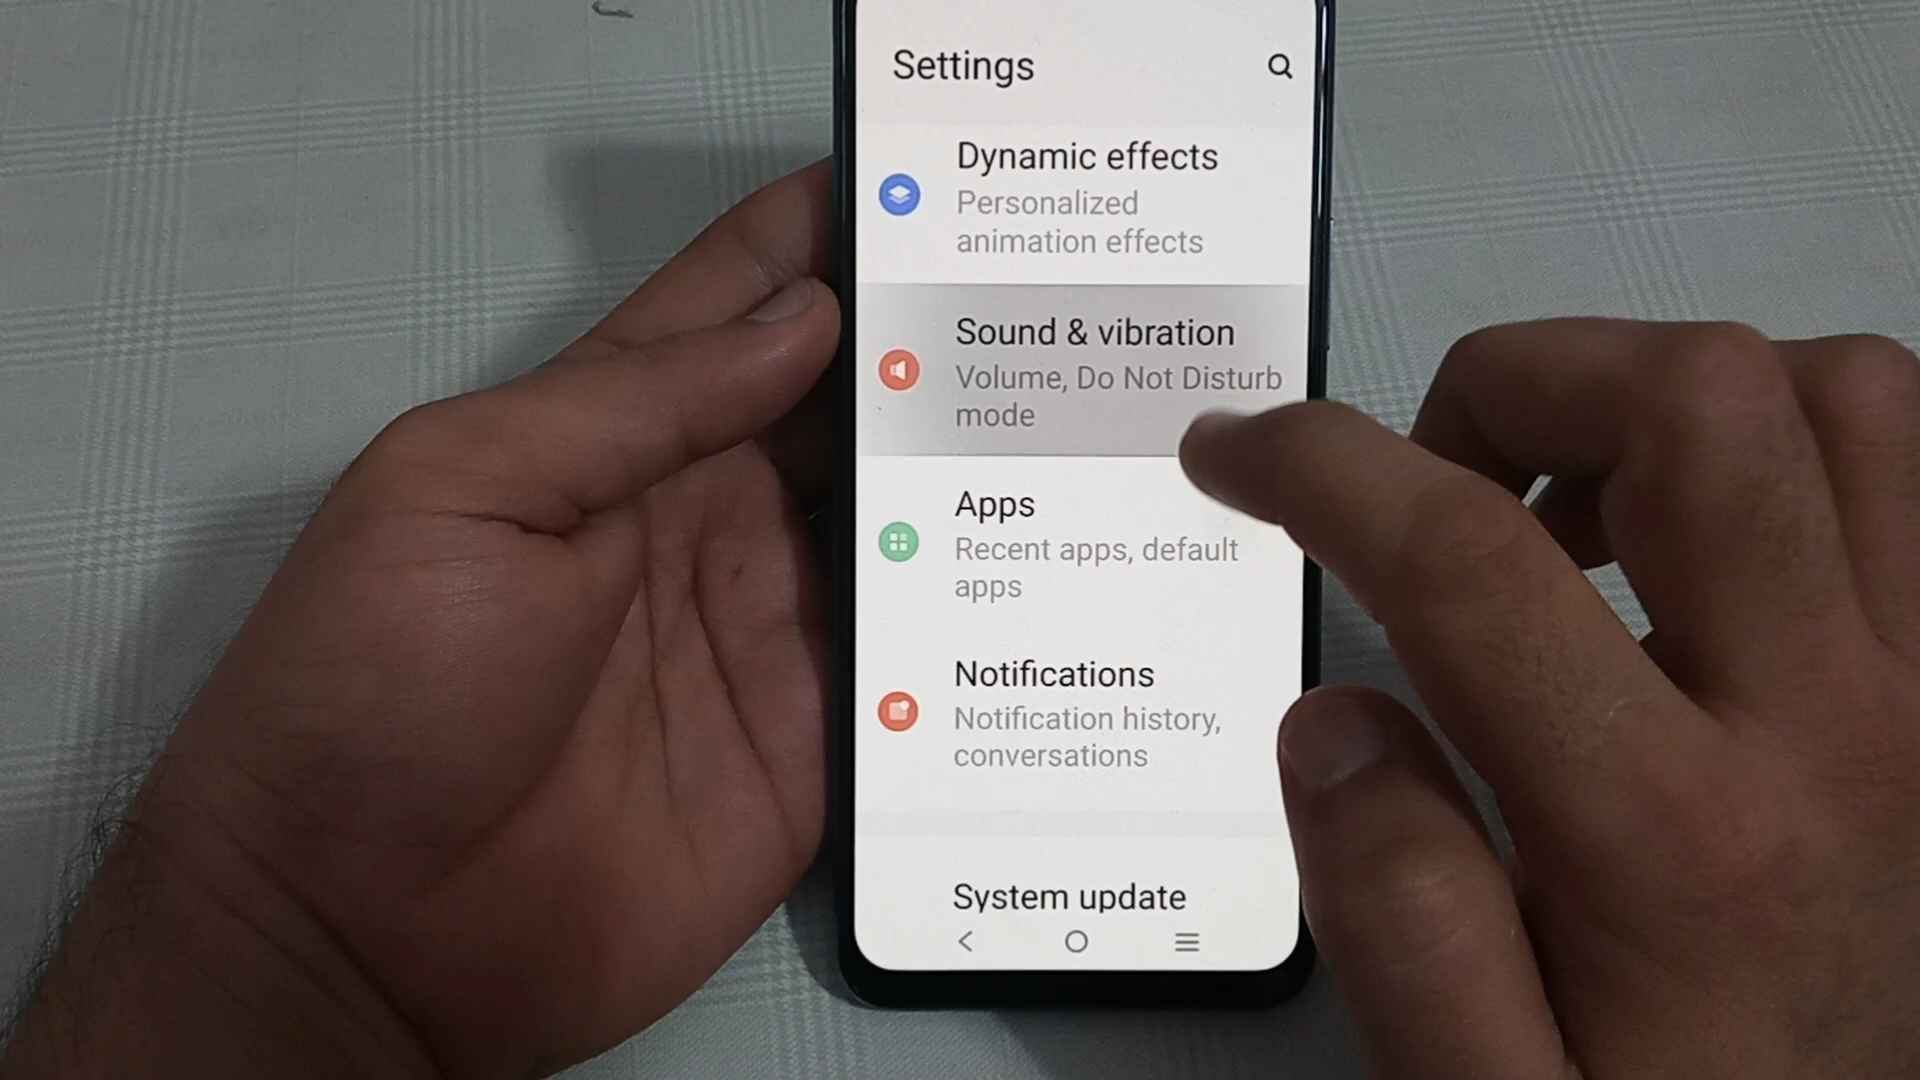 Settings
Dynamic effects
Personalized
animation effects
Sound & vibration
Volume, Do Not Disturb
mode
Apps
Recent apps, default
apps
Notifications
Notification history,
conversations
System update